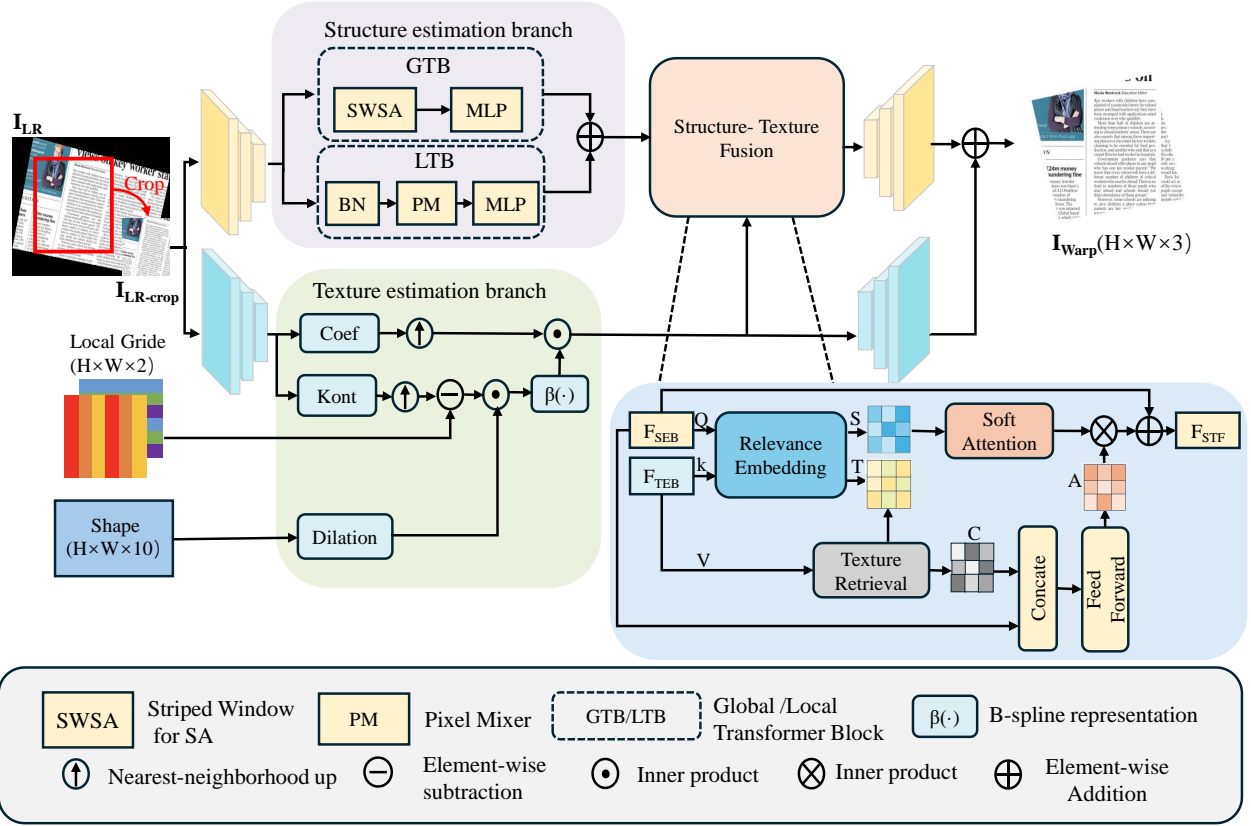 Structure estimation branch
GTB
SWSA
MLP
LTB
BN
PM
MLP
Structure- Texture
Fusion
I_LR
Crop
I_LR-crop
I_Warp(H×W×3)
Texture estimation branch
Coef
Kont
β(·)
Dilation
Local Gride
(H×W×2)
Shape
(H×W×10)
F_SEB
Q
Relevance
Embedding
S
Soft
Attention
F_STF
F_TEB
k
T
A
V
Texture
Retrieval
C
Concate
Feed
Forward
SWSA
Striped Window
for SA
PM
Pixel Mixer
GTB/LTB
Global /Local
Transformer Block
β(·)
B-spline representation
Nearest-neighborhood up
Element-wise
subtraction
Inner product
Inner product
Element-wise
Addition